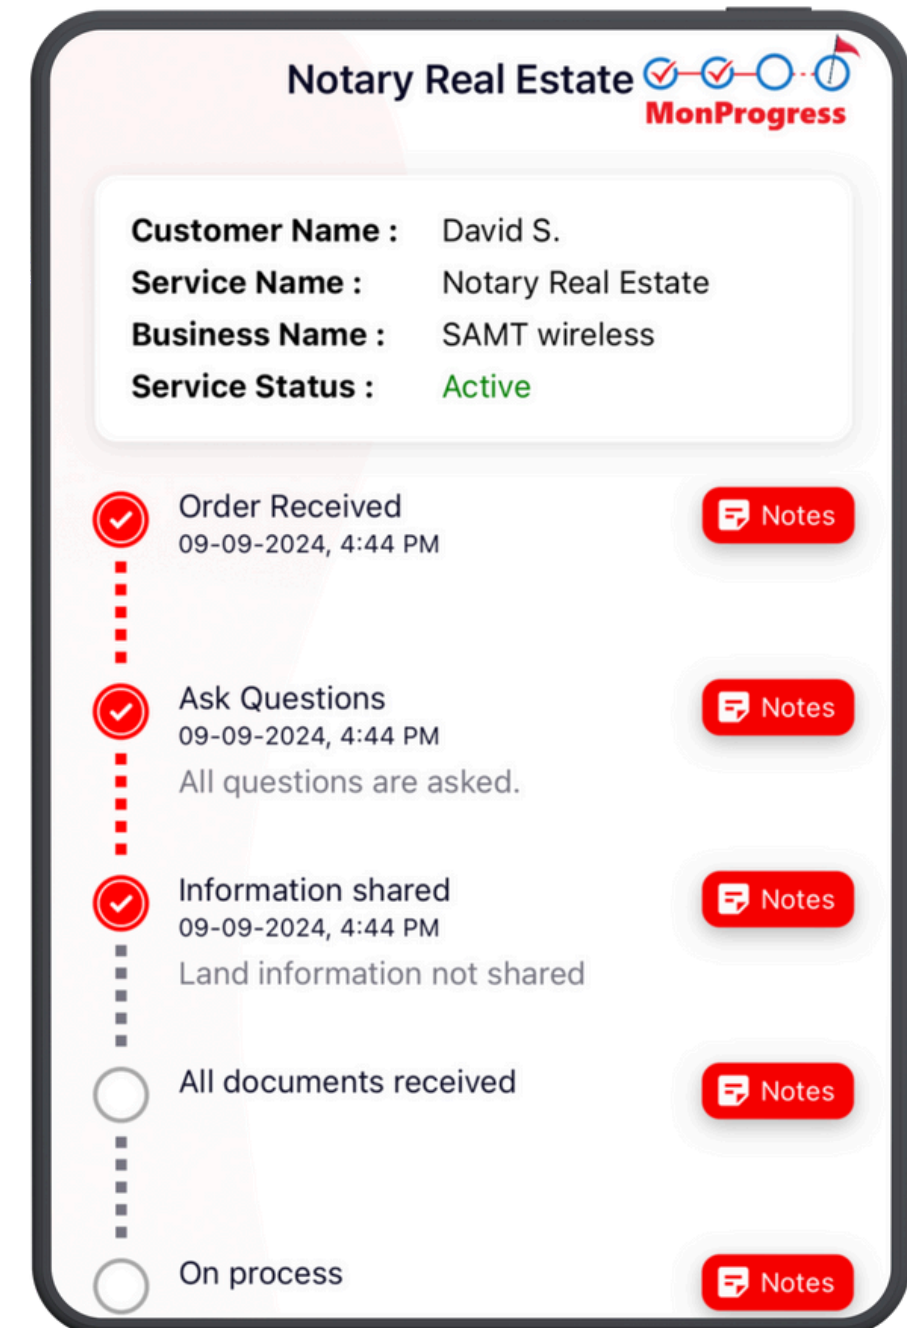 Notary Real Estate
MonProgress
Customer Name : David S.
Service Name : Notary Real Estate
Business Name : SAMT wireless
Service Status : Active
Order Received
Notes
09-09-2024, 4:44 PM
Ask Questions
Notes
09-09-2024, 4:44 PM
All questions are asked.
Information shared
Notes
09-09-2024, 4:44 PM
Land information not shared
All documents received
Notes
On process
Notes